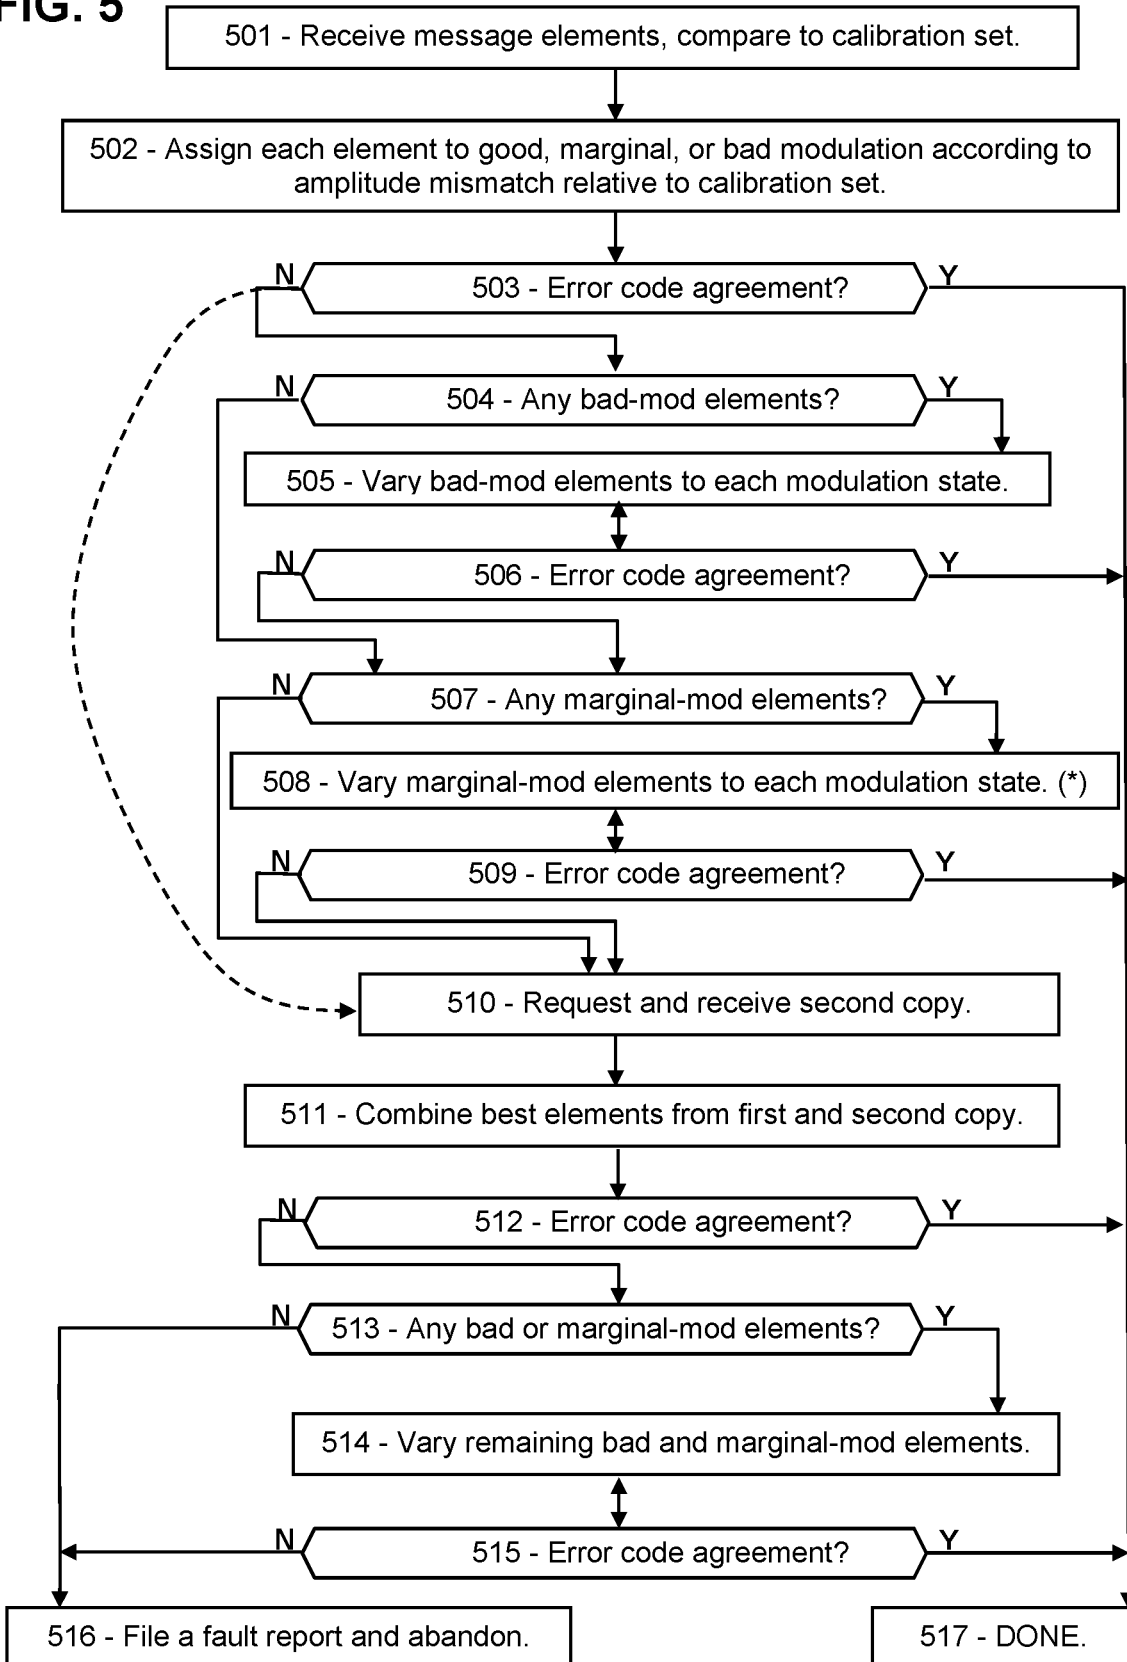 FIG. 5
501 - Receive message elements, compare to calibration set.
502 - Assign each element to good, marginal, or bad modulation according to
amplitude mismatch relative to calibration set.
N
503 - Error code agreement?
Y
N
504 - Any bad-mod elements?
Y
505 - Vary bad-mod elements to each modulation state.
N
506 - Error code agreement?
Y
N
507 - Any marginal-mod elements?
Y
508 - Vary marginal-mod elements to each modulation state. (*)
N
509 - Error code agreement?
Y
510 - Request and receive second copy.
511 - Combine best elements from first and second copy.
N
512 - Error code agreement?
Y
N
513 - Any bad or marginal-mod elements?
Y
514 - Vary remaining bad and marginal-mod elements.
N
515 - Error code agreement?
Y
516 - File a fault report and abandon.
517 - DONE.